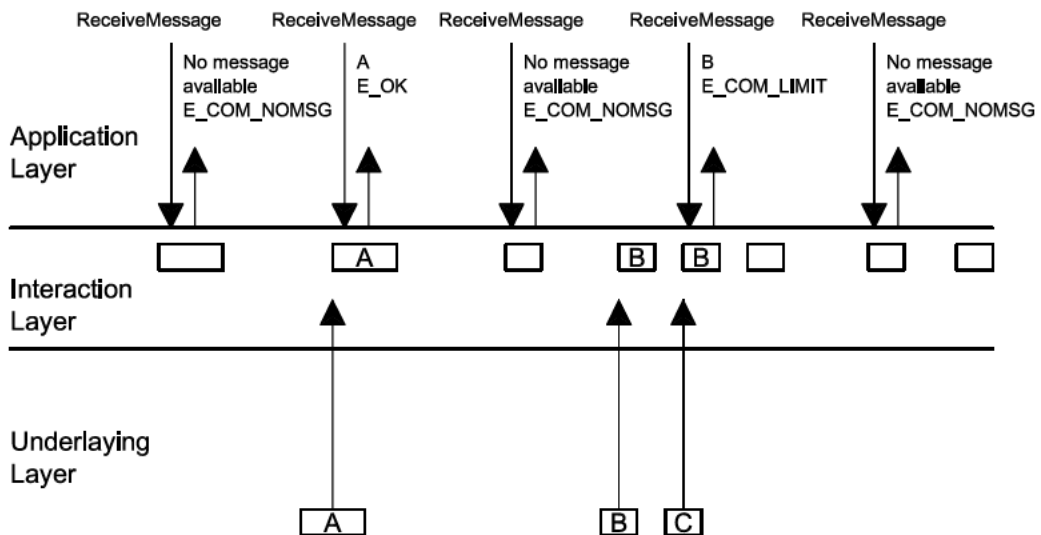 ReceiveMessage ReceiveMessage ReceiveMessage ReceiveMessage ReceiveMessage
No message
available
E_COM_NOMSG
A
E_OK
No message
available
E_COM_NOMSG
B
E_COM_LIMIT
No message
available
E_COM_NOMSG
Application
Layer
A B B
Interaction
Layer
Underlaying
Layer
A B C